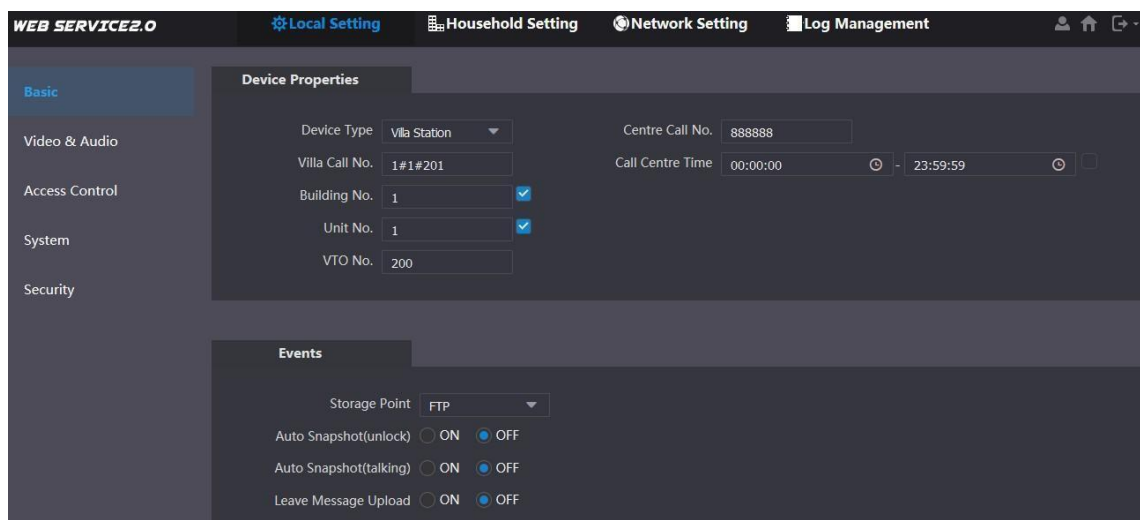 WEB SERVICE2.0 Local Setting Household Setting Network Setting Log Management
Basic
Video & Audio
Access Control
System
Security
Device Properties
Device Type Villa Station Centre Call No. 888888
Villa Call No. 1#1#201 Call Centre Time 00:00:00 - 23:59:59
Building No. 1
Unit No. 1
VTO No. 200
Events
Storage Point FTP
Auto Snapshot(unlock) ON OFF
Auto Snapshot(talking) ON OFF
Leave Message Upload ON OFF